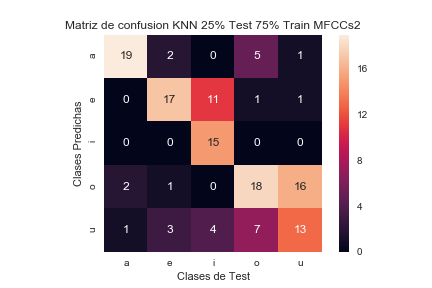 Matriz de confusion KNN 25% Test 75% Train MFCCs2
a 19 2 0 5 1
e 0 17 11 1 1
i 0 0 15 0 0
o 2 1 0 18 16
u 1 3 4 7 13
a e i o u
Clases de Test
Clases Predichas
16
12
8
4
0